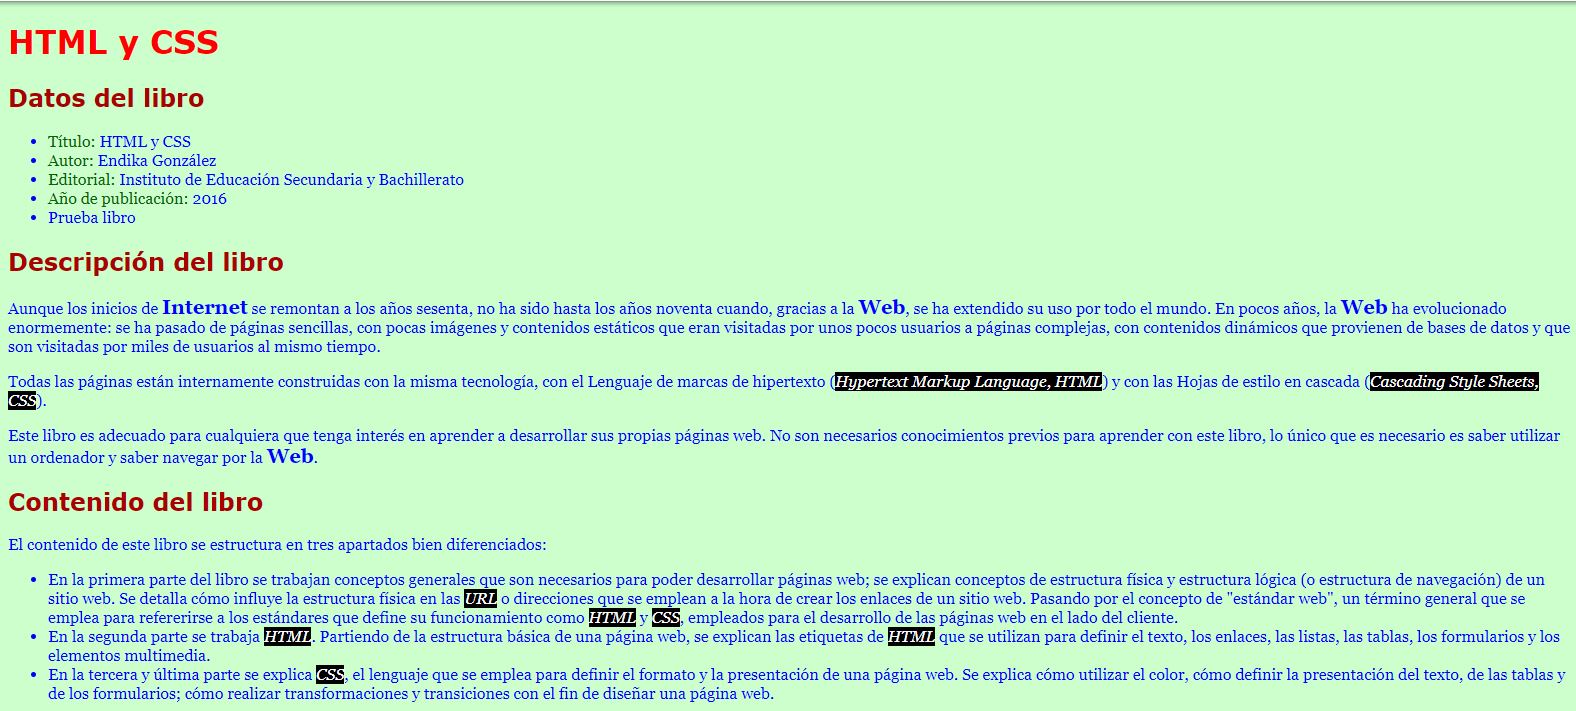 HTML y CSS
Datos del libro
• Título: HTML y CSS
• Autor: Endika González
• Editorial: Instituto de Educación Secundaria y Bachillerato
• Año de publicación: 2016
• Prueba libro
Descripción del libro
Aunque los inicios de Internet se remontan a los años sesenta, no ha sido hasta los años noventa cuando, gracias a la Web, se ha extendido su uso por todo el mundo. En pocos años, la Web ha evolucionado
enormemente: se ha pasado de páginas sencillas, con pocas imágenes y contenidos estáticos que eran visitadas por unos pocos usuarios a páginas complejas, con contenidos dinámicos que provienen de bases de datos y que
son visitadas por miles de usuarios al mismo tiempo.
Todas las páginas están internamente construidas con la misma tecnología, con el Lenguaje de marcas de hipertexto (Hypertext Markup Language, HTML) y con las Hojas de estilo en cascada (Cascading Style Sheets,
CSS).
Este libro es adecuado para cualquiera que tenga interés en aprender a desarrollar sus propias páginas web. No son necesarios conocimientos previos para aprender con este libro, lo único que es necesario es saber utilizar
un ordenador y saber navegar por la Web.
Contenido del libro
El contenido de este libro se estructura en tres apartados bien diferenciados:
• En la primera parte del libro se trabajan conceptos generales que son necesarios para poder desarrollar páginas web; se explican conceptos de estructura física y estructura lógica (o estructura de navegación) de un
sitio web. Se detalla cómo influye la estructura física en las URL o direcciones que se emplean a la hora de crear los enlaces de un sitio web. Pasando por el concepto de "estándar web", un término general que se
emplea para refererirse a los estándares que define su funcionamiento como HTML y CSS, empleados para el desarrollo de las páginas web en el lado del cliente.
• En la segunda parte se trabaja HTML. Partiendo de la estructura básica de una página web, se explican las etiquetas de HTML que se utilizan para definir el texto, los enlaces, las listas, las tablas, los formularios y los
elementos multimedia.
• En la tercera y última parte se explica CSS, el lenguaje que se emplea para definir el formato y la presentación de una página web. Se explica cómo utilizar el color, cómo definir la presentación del texto, de las tablas y
de los formularios; cómo realizar transformaciones y transiciones con el fin de diseñar una página web.